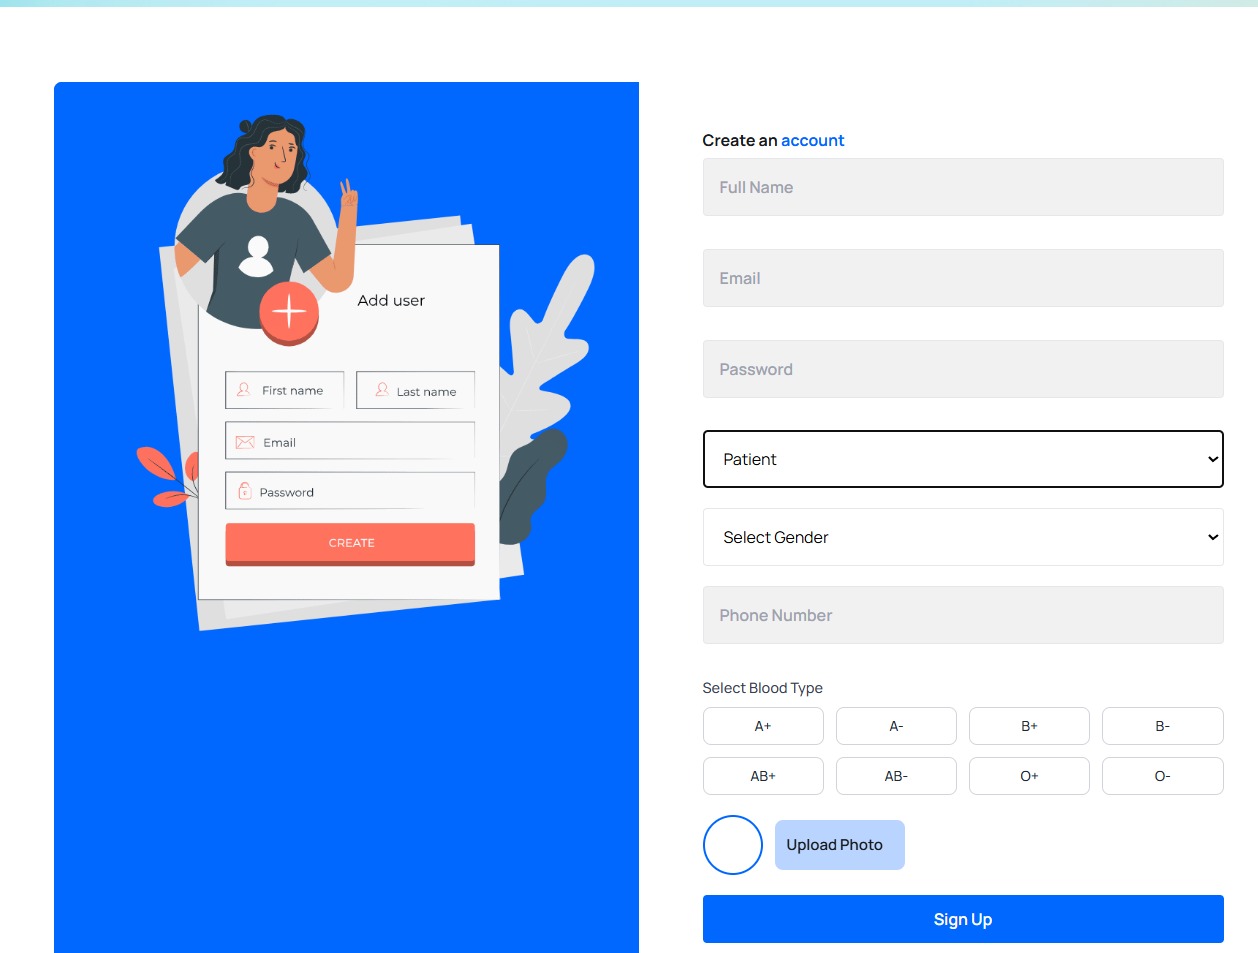 Add user
First name
Last name
Email
Password
CREATE
Create an account
Full Name
Email
Password
Patient
Select Gender
Phone Number
Select Blood Type
A+
A-
B+
B-
AB+
AB-
O+
O-
Upload Photo
Sign Up